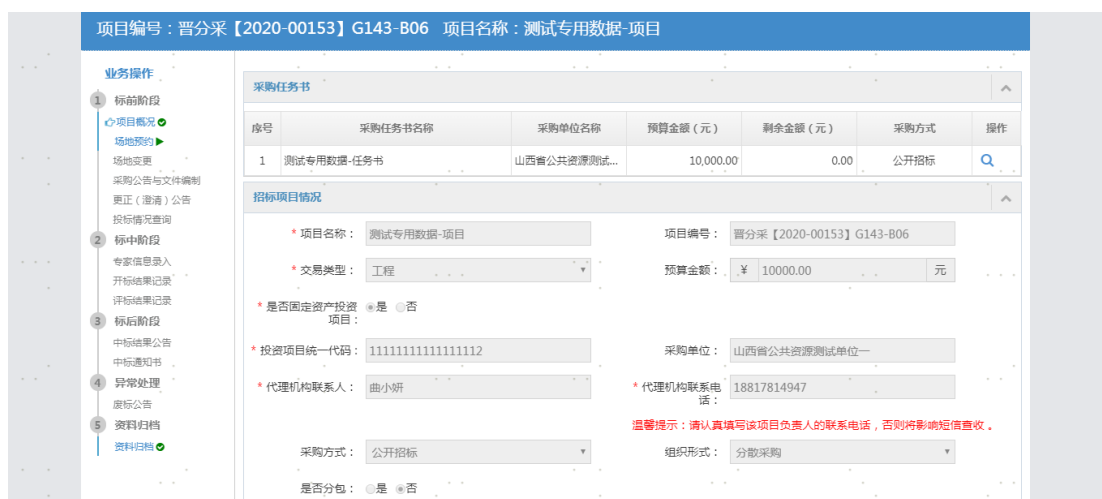 项目编号：晋分采【2020-00153】G143-B06 项目名称：测试专用数据-项目
业务操作
1 标前阶段
项目概况
场地预约
场地变更
采购公告与文件编制
更正（澄清）公告
投标情况查询
2 标中阶段
专家信息录入
开标结果记录
评标结果记录
3 标后阶段
中标结果公告
中标通知书
4 异常处理
废标公告
5 资料归档
资料归档
采购任务书
序号 采购任务书名称 采购单位名称 预算金额（元） 剩余金额（元） 采购方式 操作
1 测试专用数据-任务书 山西省公共资源测试... 10,000.00 0.00 公开招标
招标项目情况
* 项目名称： 测试专用数据-项目 项目编号： 晋分采【2020-00153】G143-B06
* 交易类型： 工程 预算金额： ¥ 10000.00 元
* 是否固定资产投资 是 否
项目：
* 投资项目统一代码： 11111111111111112 采购单位： 山西省公共资源测试单位一
* 代理机构联系人： 曲小妍 * 代理机构联系电 18817814947
话：
温馨提示：请认真填写该项目负责人的联系电话，否则将影响短信查收 。
采购方式： 公开招标 组织形式： 分散采购
是否分包： 是 否